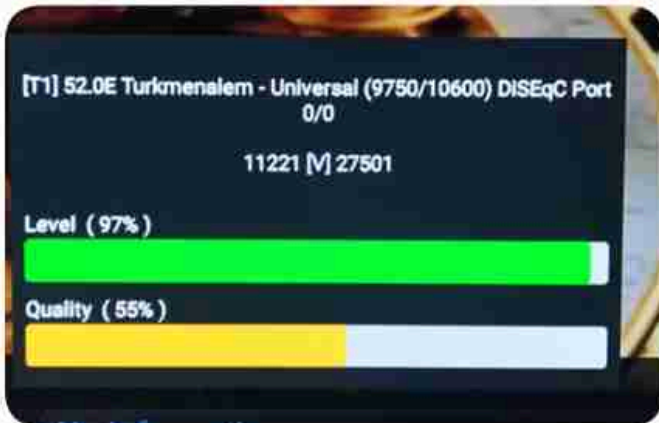 [T1] 52.0E Turkmenalem - Universal (9750/10600) DiSEqC Port
0/0
11221 [V] 27501
Level ( 97% )
Quality ( 55% )